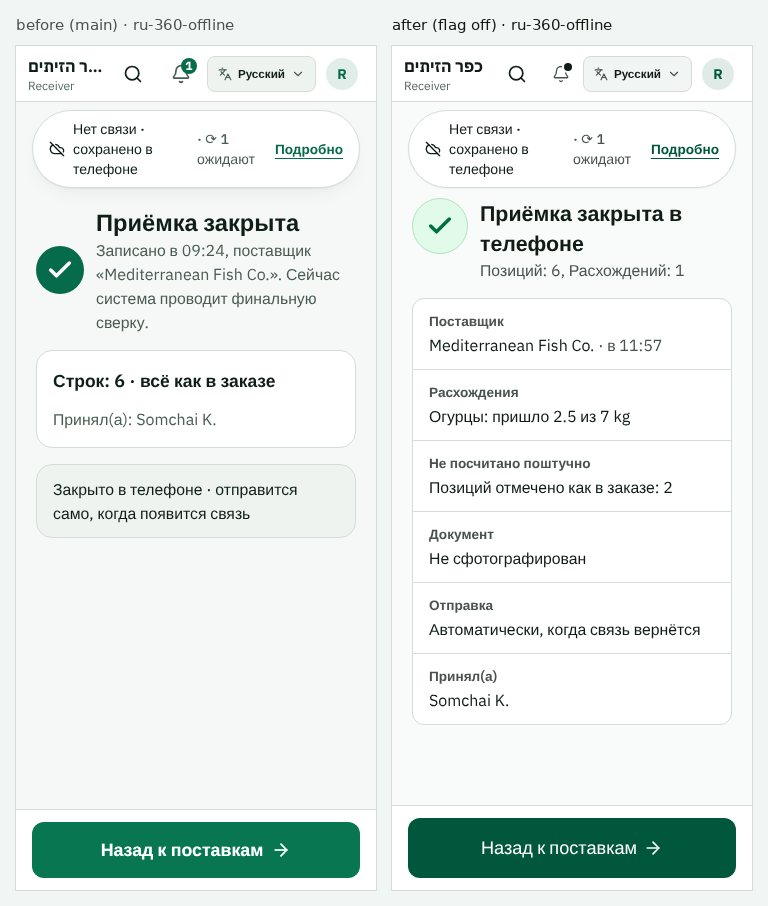 before (main) · ru-360-offline
ר הזיתים...
Receiver
1
Русский
R
Нет связи ·
сохранено в
телефоне
· ⟳ 1
ожидают
Подробно
Приёмка закрыта
Записано в 09:24, поставщик
«Mediterranean Fish Co.». Сейчас
система проводит финальную
сверку.
Строк: 6 · всё как в заказе
Принял(а): Somchai K.
Закрыто в телефоне · отправится
само, когда появится связь
Назад к поставкам →
after (flag off) · ru-360-offline
כפר הזיתים
Receiver
Русский
R
Нет связи ·
сохранено в
телефоне
· ⟳ 1
ожидают
Подробно
Приёмка закрыта в
телефоне
Позиций: 6, Расхождений: 1
Поставщик
Mediterranean Fish Co. · в 11:57
Расхождения
Огурцы: пришло 2.5 из 7 kg
Не посчитано поштучно
Позиций отмечено как в заказе: 2
Документ
Не сфотографирован
Отправка
Автоматически, когда связь вернётся
Принял(а)
Somchai K.
Назад к поставкам →